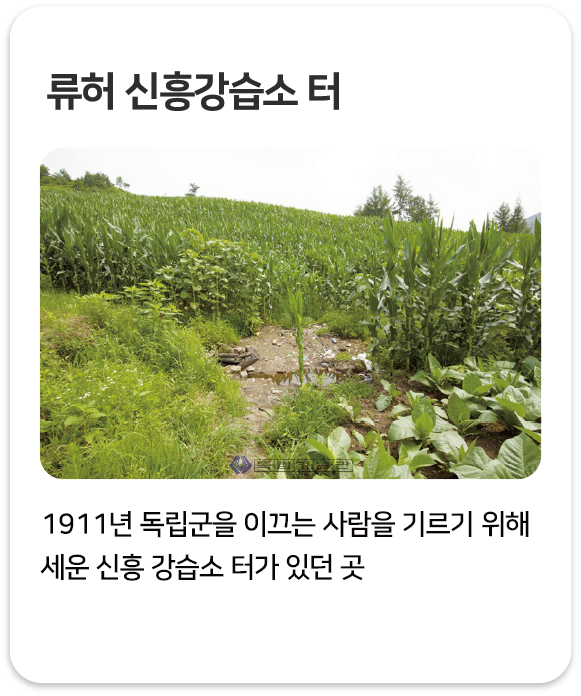 류허 신흥강습소 터
1911년 독립군을 이끄는 사람을 기르기 위해
세운 신흥 강습소 터가 있던 곳